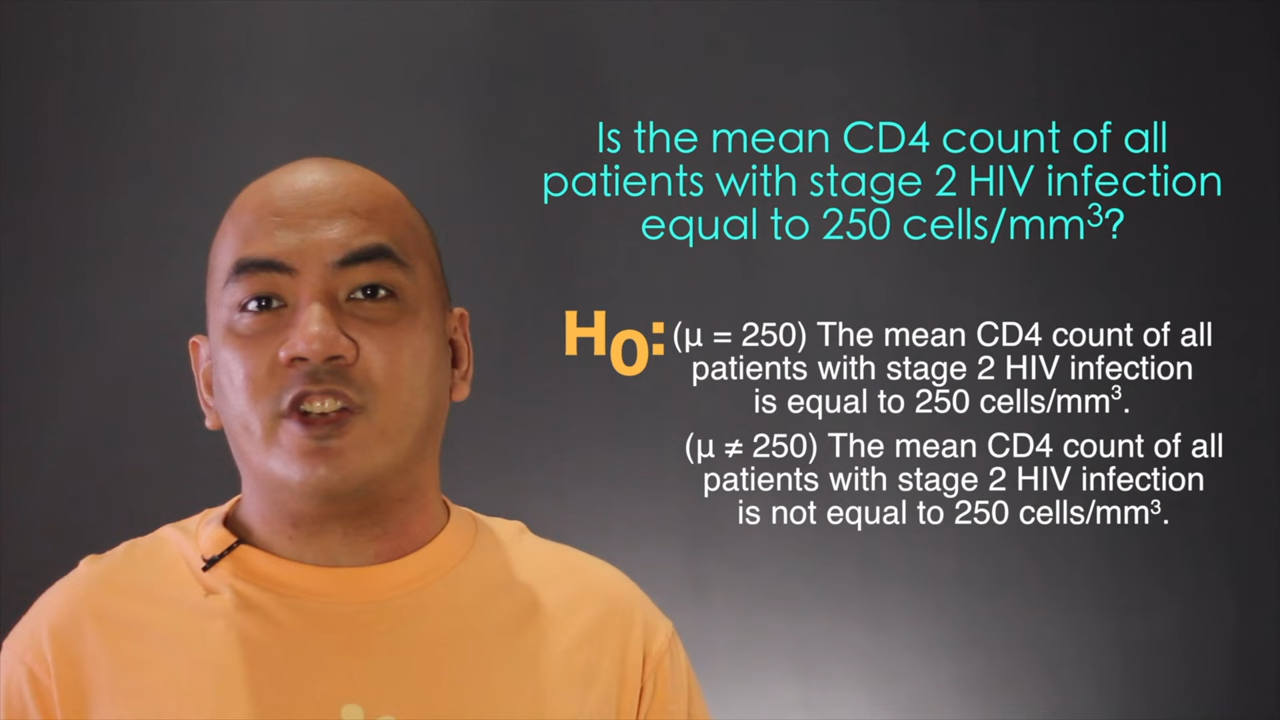 Is the mean CD4 count of all
patients with stage 2 HIV infection
equal to 250 cells/mm³?
H₀: (μ = 250) The mean CD4 count of all
patients with stage 2 HIV infection
is equal to 250 cells/mm³.
(μ ≠ 250) The mean CD4 count of all
patients with stage 2 HIV infection
is not equal to 250 cells/mm³.